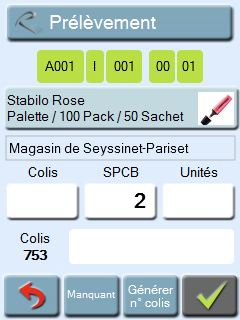 Prélèvement
A001 I 001 00 01
Stabilo Rose
Palette / 100 Pack / 50 Sachet
Magasin de Seyssinet-Pariset
Colis SPCB Unités
2
Colis
753
Manquant
Générer
n° colis